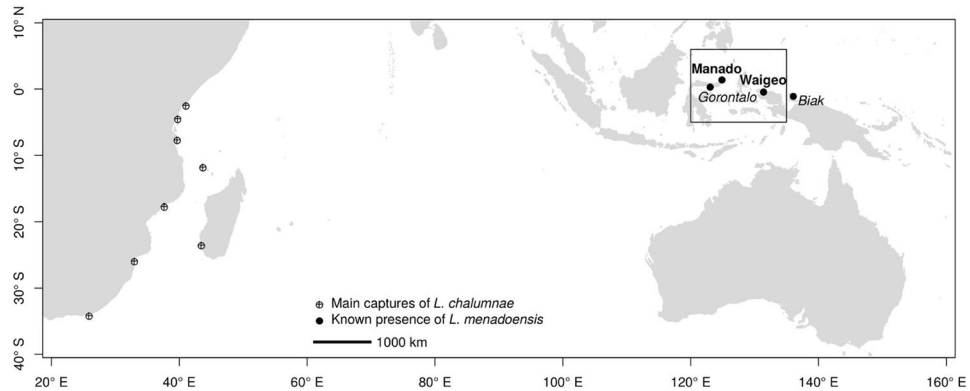 10° N
0°
10° S
20° S
30° S
40° S
Manado
Waigeo
Gorontalo
Biak
Main captures of L. chalumnae
Known presence of L. menadoensis
1000 km
20° E
40° E
60° E
80° E
100° E
120° E
140° E
160° E